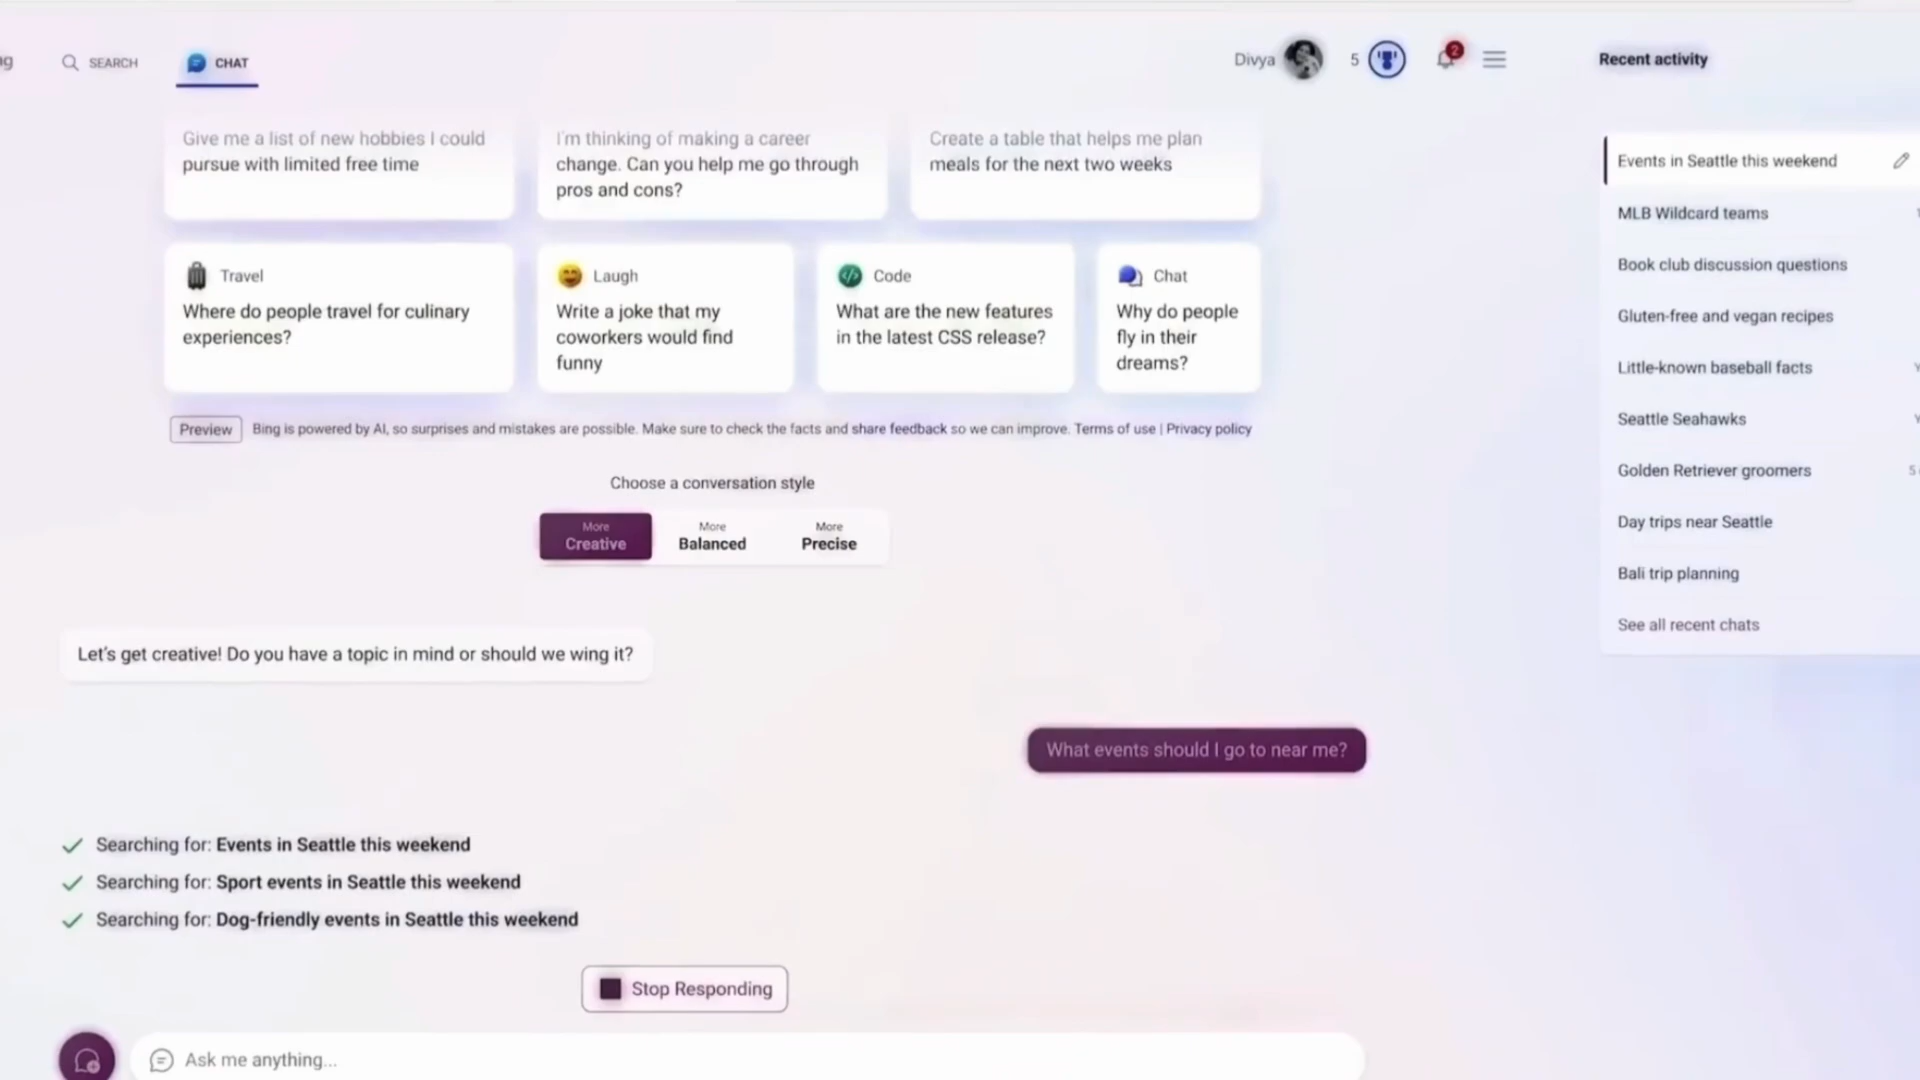 SEARCH
CHAT
Divya
5
2
Recent activity
Give me a list of new hobbies I could
pursue with limited free time
I'm thinking of making a career
change. Can you help me go through
pros and cons?
Create a table that helps me plan
meals for the next two weeks
Travel
Where do people travel for culinary
experiences?
Laugh
Write a joke that my
coworkers would find
funny
Code
What are the new features
in the latest CSS release?
Chat
Why do people
fly in their
dreams?
Preview
Bing is powered by AI, so surprises and mistakes are possible. Make sure to check the facts and share feedback so we can improve. Terms of use | Privacy policy
Choose a conversation style
More
Creative
More
Balanced
More
Precise
Let's get creative! Do you have a topic in mind or should we wing it?
What events should I go to near me?
Searching for: Events in Seattle this weekend
Searching for: Sport events in Seattle this weekend
Searching for: Dog-friendly events in Seattle this weekend
Stop Responding
Ask me anything...
Events in Seattle this weekend
MLB Wildcard teams
Book club discussion questions
Gluten-free and vegan recipes
Little-known baseball facts
Seattle Seahawks
Golden Retriever groomers
Day trips near Seattle
Bali trip planning
See all recent chats